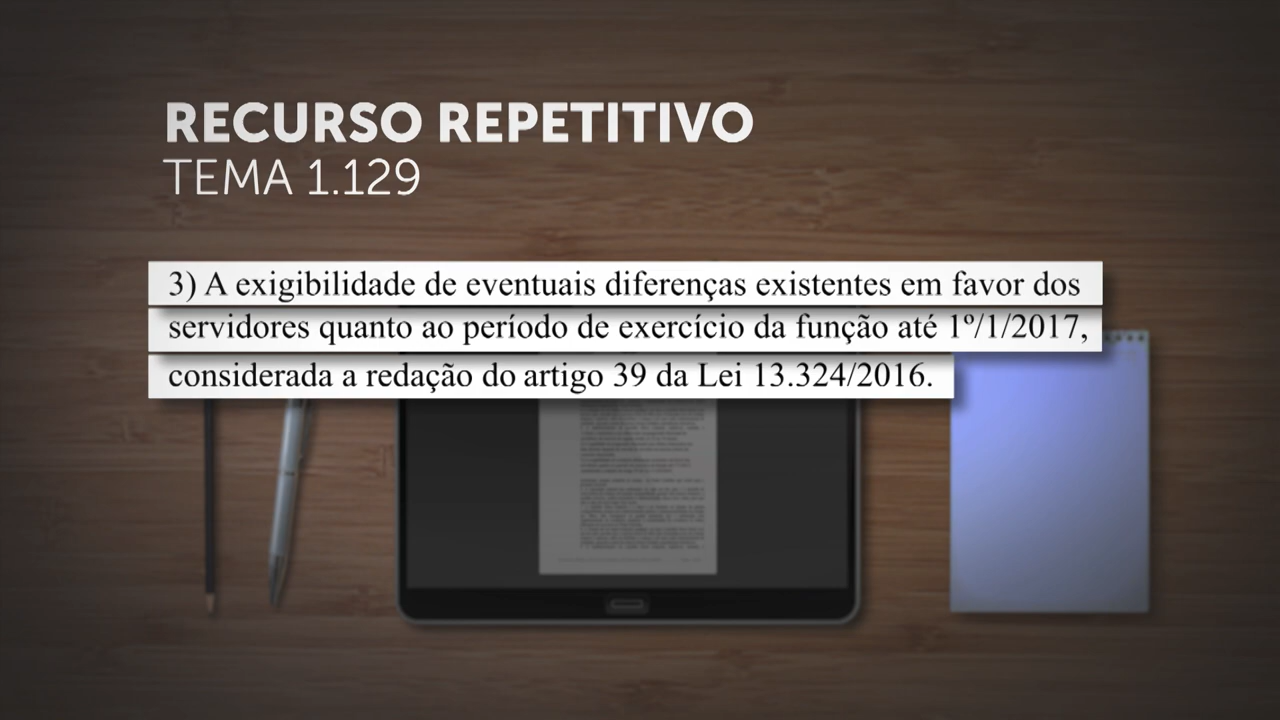 RECURSO REPETITIVO
TEMA 1.129
3) A exigibilidade de eventuais diferenças existentes em favor dos
servidores quanto ao período de exercício da função até 1º/1/2017,
considerada a redação do artigo 39 da Lei 13.324/2016.